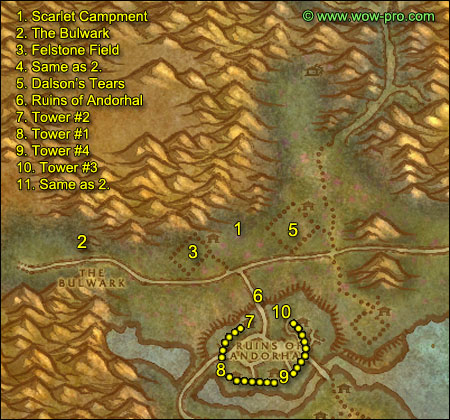 1. Scarlet Campment
© www.wow-pro.com
2. The Bulwark
3. Felstone Field
4. Same as 2.
5. Dalson's Tears
6. Ruins of Andorhal
7. Tower #2
8. Tower #1
9. Tower #4
10. Tower #3
11. Same as 2.
1
5
2
3
THE
BULWARK
6
7
10
RUINS OF
ANDORHAL
8
9